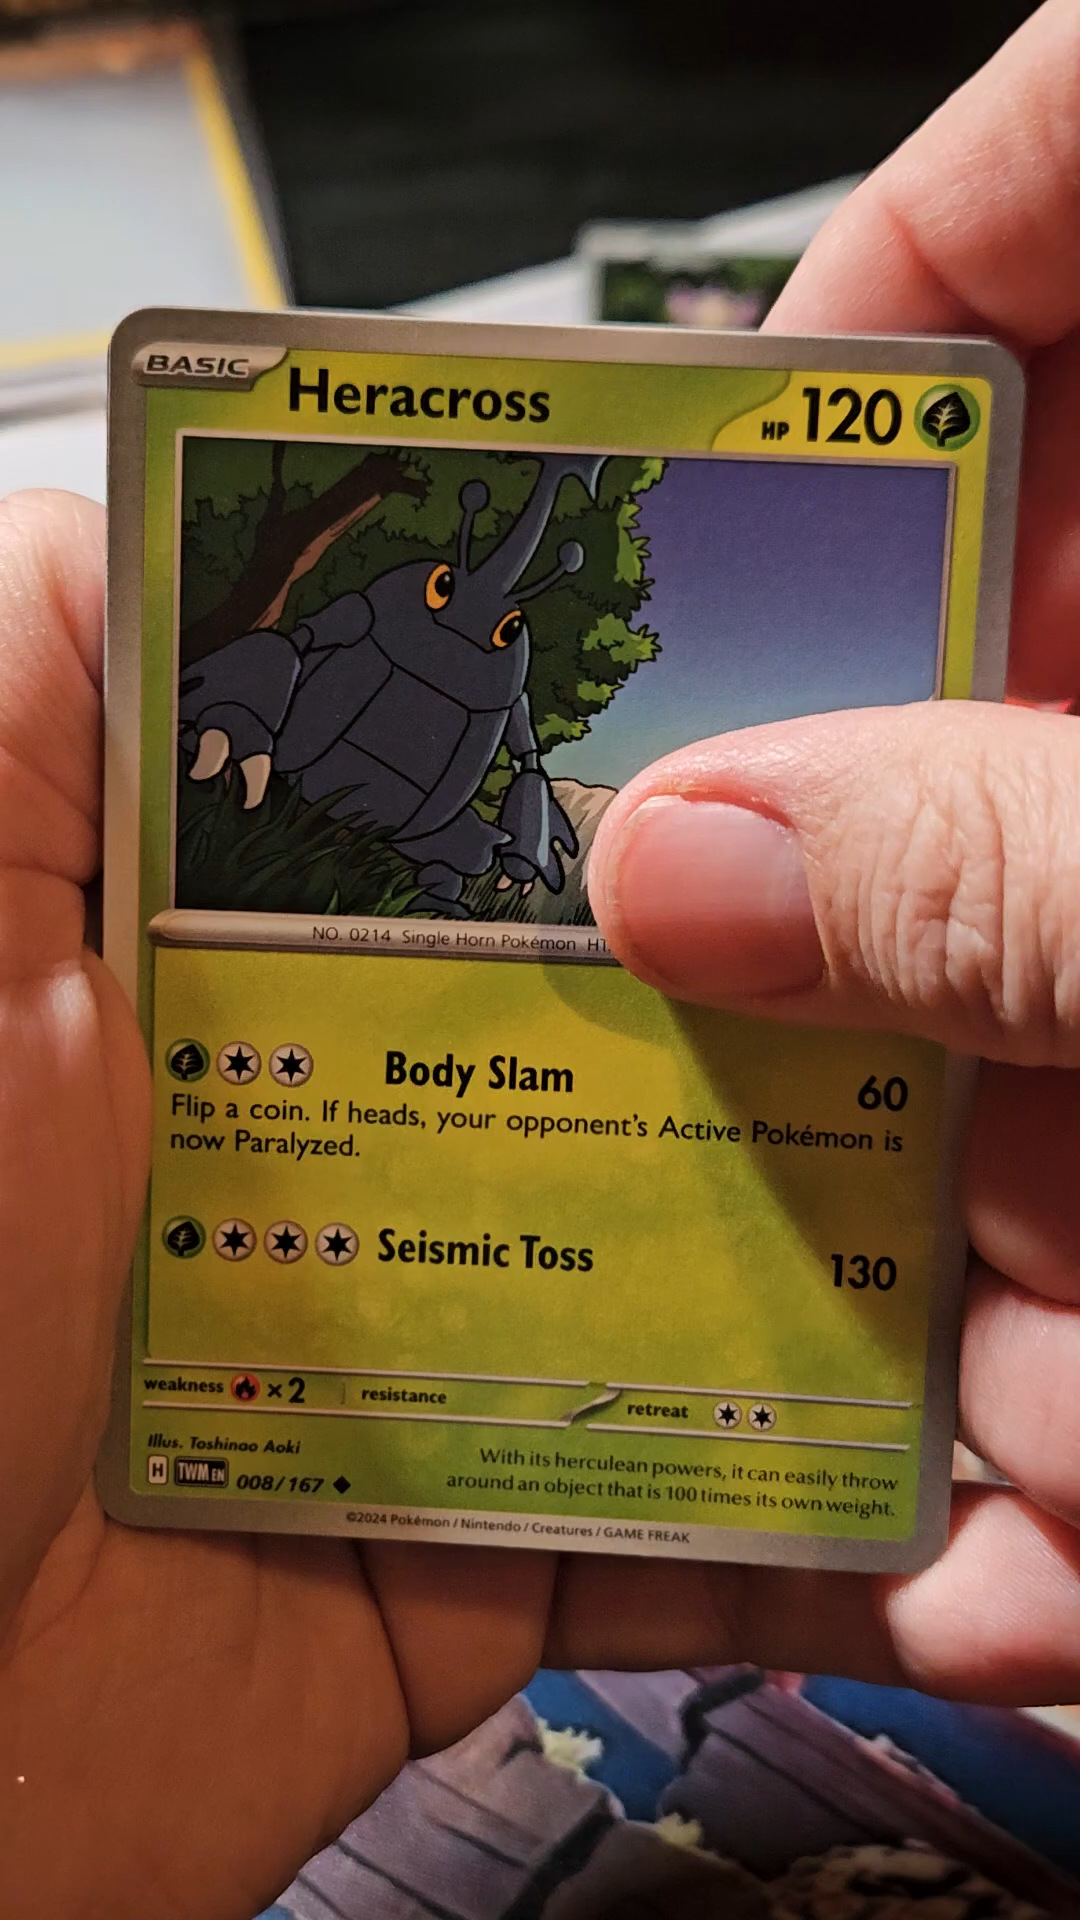 BASIC
Heracross
HP 120
NO. 0214 Single Horn Pokémon HT.
Body Slam 60
Flip a coin. If heads, your opponent's Active Pokémon is
now Paralyzed.
Seismic Toss 130
weakness ×2 resistance
retreat
Illus. Toshinao Aoki
With its herculean powers, it can easily throw
around an object that is 100 times its own weight.
H TWM EN 008/167
©2024 Pokémon / Nintendo / Creatures / GAME FREAK